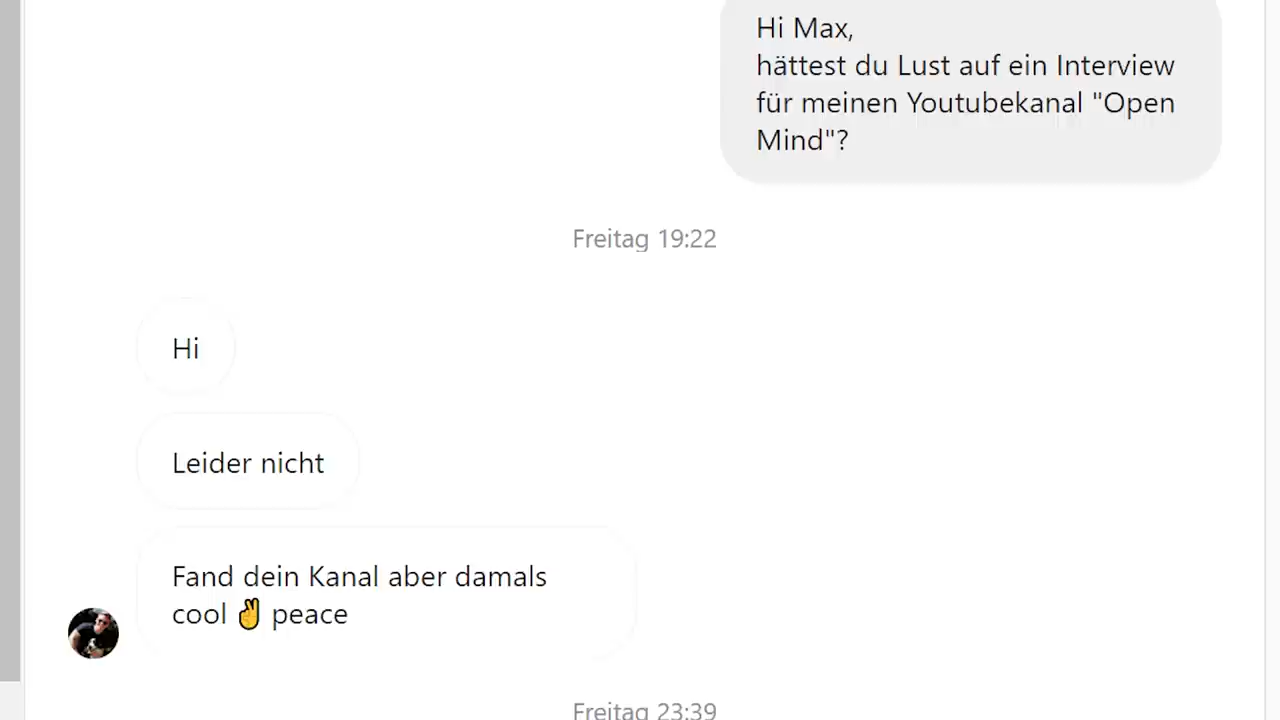 Hi Max,
hättest du Lust auf ein Interview
für meinen Youtubekanal "Open
Mind"?
Freitag 19:22
Hi
Leider nicht
Fand dein Kanal aber damals
cool ✌ peace
Freitag 23:39